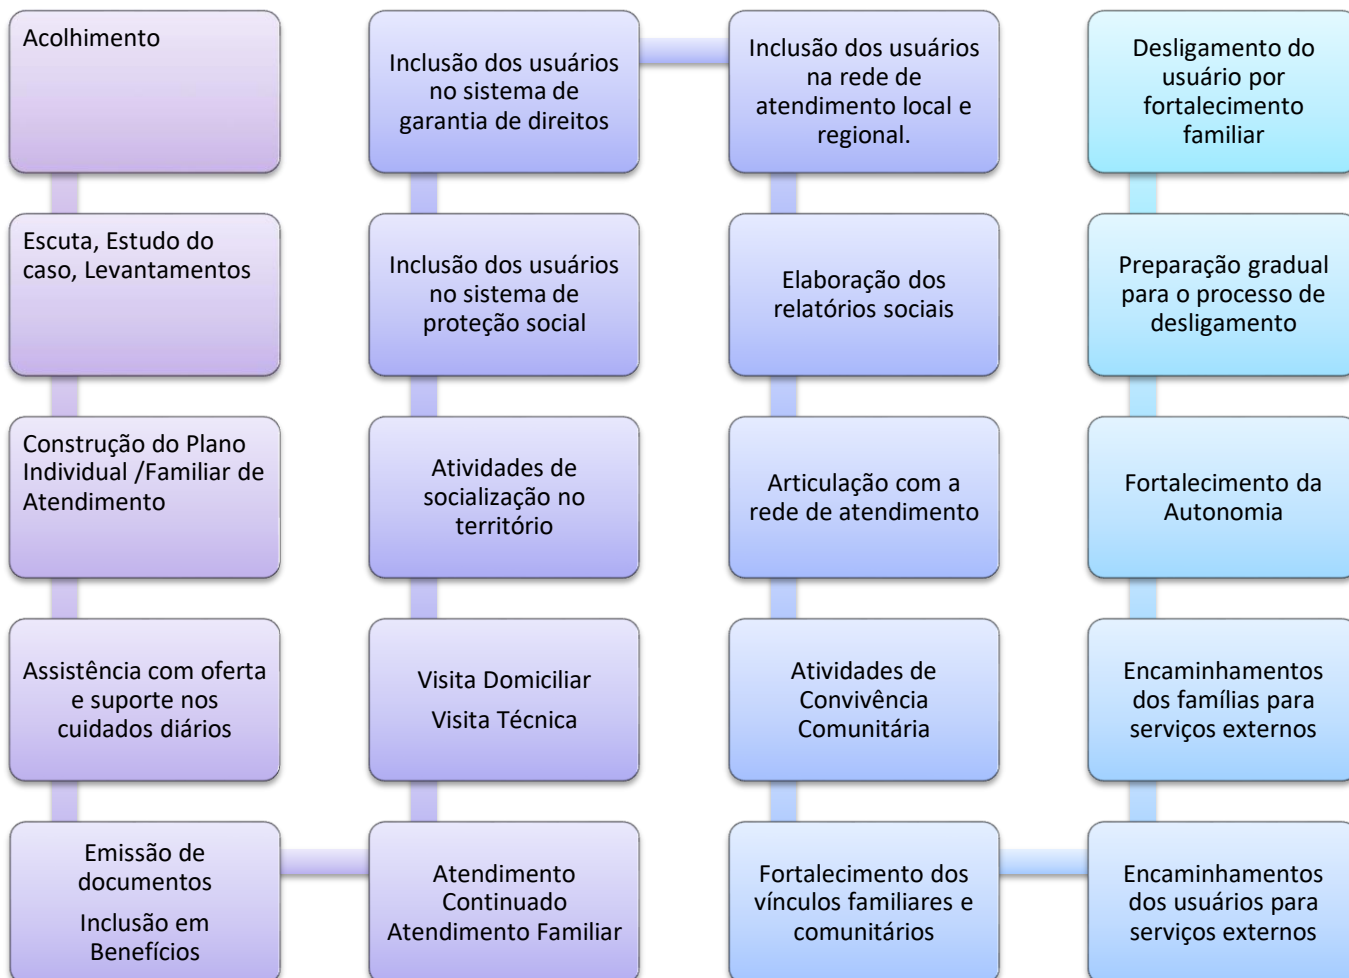 Acolhimento
Escuta, Estudo do
caso, Levantamentos
Construção do Plano
Individual /Familiar de
Atendimento
Assistência com oferta
e suporte nos
cuidados diários
Emissão de
documentos
Inclusão em
Benefícios
Atendimento
Continuado
Atendimento Familiar
Visita Domiciliar
Visita Técnica
Atividades de
socialização no
território
Inclusão dos usuários
no sistema de
proteção social
Inclusão dos usuários
no sistema de
garantia de direitos
Inclusão dos usuários
na rede de
atendimento local e
regional.
Elaboração dos
relatórios sociais
Articulação com a
rede de atendimento
Atividades de
Convivência
Comunitária
Fortalecimento dos
vínculos familiares e
comunitários
Encaminhamentos
dos usuários para
serviços externos
Encaminhamentos
dos famílias para
serviços externos
Fortalecimento da
Autonomia
Preparação gradual
para o processo de
desligamento
Desligamento do
usuário por
fortalecimento
familiar